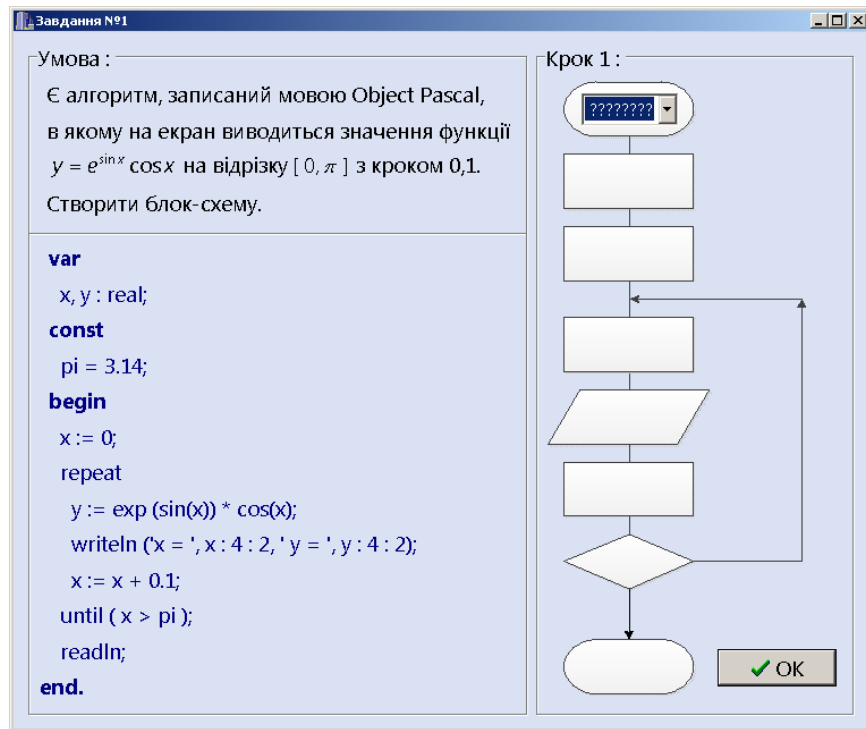 Завдання №1
Умова :
Є алгоритм, записаний мовою Object Pascal,
в якому на екран виводиться значення функції
y = e^sin x cos x на відрізку [ 0, π ] з кроком 0,1.
Створити блок-схему.
var
x, y : real;
const
pi = 3.14;
begin
x := 0;
repeat
y := exp (sin(x)) * cos(x);
writeln ('x = ', x : 4 : 2, ' y = ', y : 4 : 2);
x := x + 0.1;
until ( x > pi );
readln;
end.
Крок 1 :
????????
OK